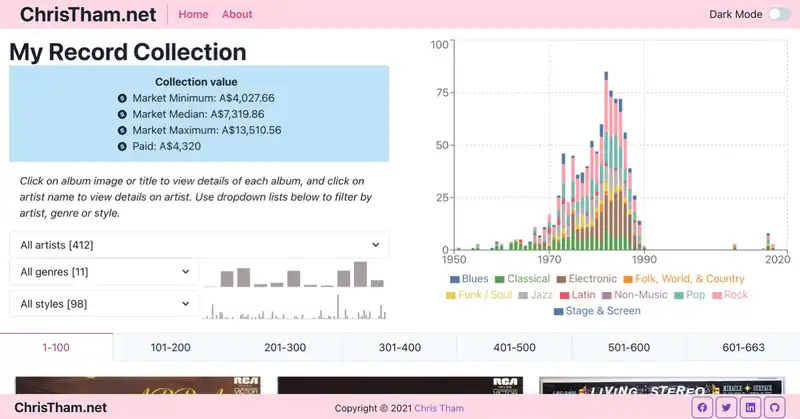 ChrisTham.net
Home
About
Dark Mode
My Record Collection
Collection value
Market Minimum: A$4,027.66
Market Median: A$7,319.86
Market Maximum: A$13,510.56
Paid: A$4,320
Click on album image or title to view details of each album, and click on
artist name to view details on artist. Use dropdown lists below to filter by
artist, genre or style.
All artists [412]
All genres [11]
All styles [98]
100
75
50
25
0
1950
1970
1990
2020
Blues Classical Electronic Folk, World, & Country
Funk / Soul Jazz Latin Non-Music Pop Rock
Stage & Screen
1-100
101-200
201-300
301-400
401-500
501-600
601-663
RCA
VICTOR
RCA
VICTOR
LIVING STEREO
MIRACLE SURFACE
ChrisTham.net
Copyright © 2021 Chris Tham